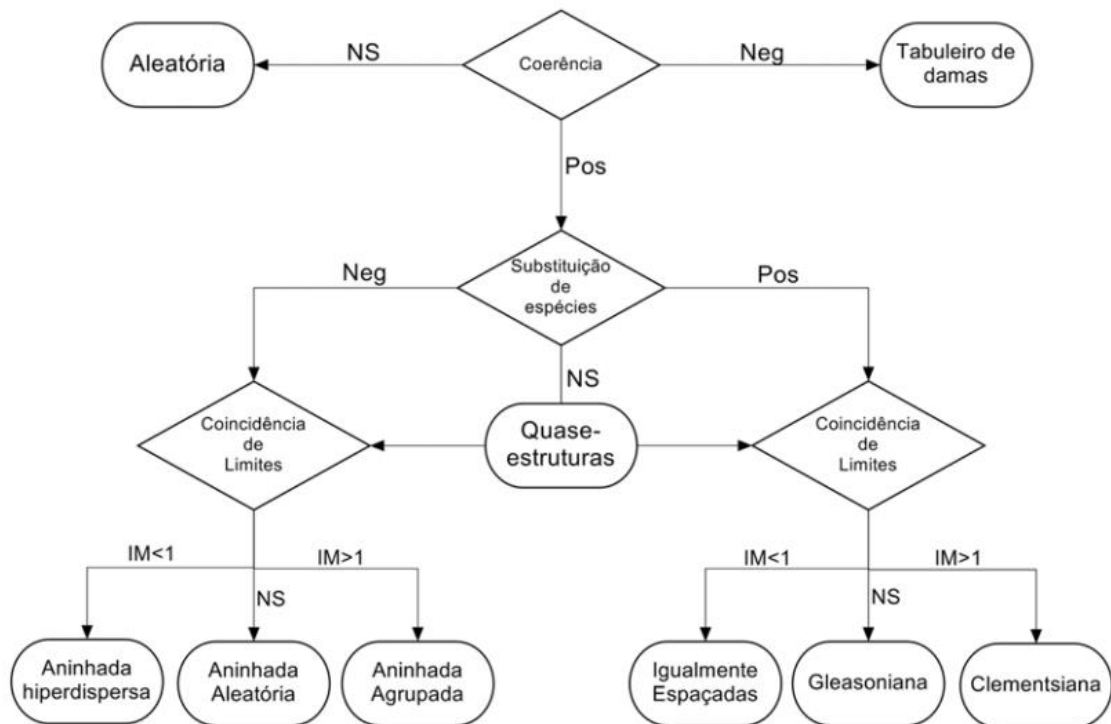 Aleatória
NS
Coerência
Neg
Tabuleiro de
damas
Pos
Neg
Substituição
de
espécies
Pos
NS
Coincidência
de
Limites
Quase-
estruturas
Coincidência
de
Limites
IM<1
NS
IM>1
IM<1
NS
IM>1
Aninhada
hiperdispersa
Aninhada
Aleatória
Aninhada
Agrupada
Igualmente
Espaçadas
Gleasoniana
Clementsiana